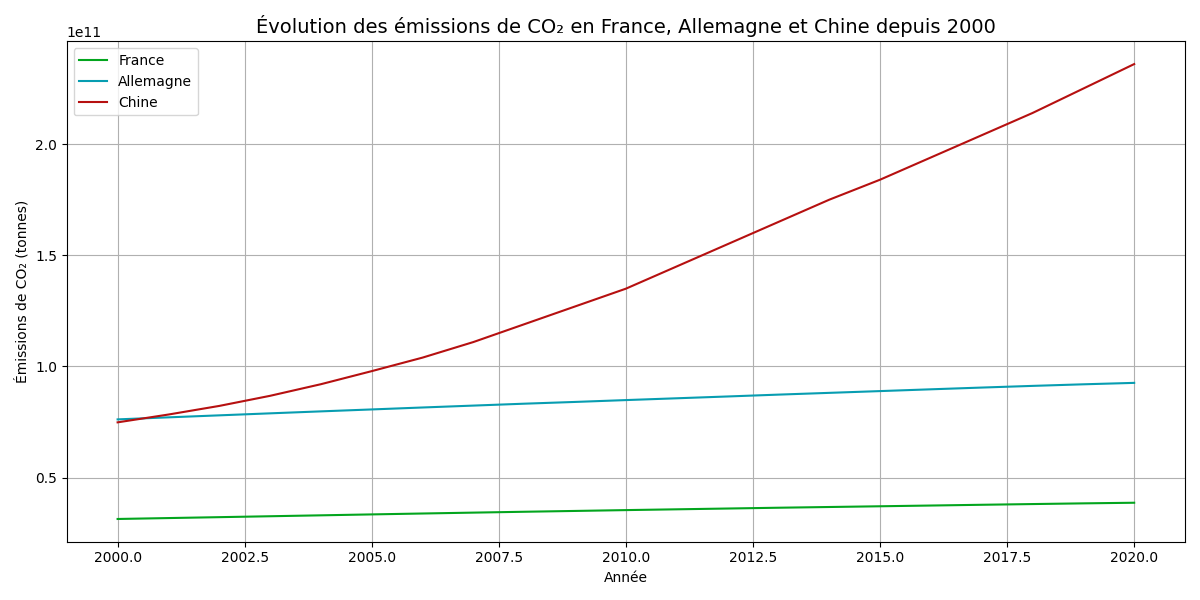 Évolution des émissions de CO₂ en France, Allemagne et Chine depuis 2000
1e11
France
Allemagne
Chine
2.0
1.5
1.0
0.5
Émissions de CO₂ (tonnes)
2000.0 2002.5 2005.0 2007.5 2010.0 2012.5 2015.0 2017.5 2020.0
Année